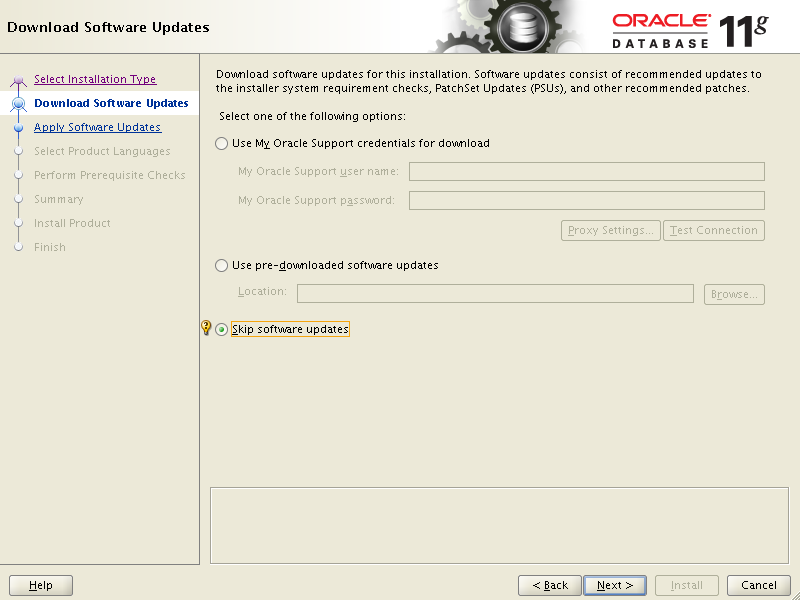 Download Software Updates
ORACLE
DATABASE
11g
Select Installation Type
Download Software Updates
Apply Software Updates
Select Product Languages
Perform Prerequisite Checks
Summary
Install Product
Finish
Download software updates for this installation. Software updates consist of recommended updates to
the installer system requirement checks, PatchSet Updates (PSUs), and other recommended patches.
Select one of the following options:
Use My Oracle Support credentials for download
My Oracle Support user name:
My Oracle Support password:
Proxy Settings... Test Connection
Use pre-downloaded software updates
Location: Browse...
Skip software updates
Help < Back Next > Install Cancel